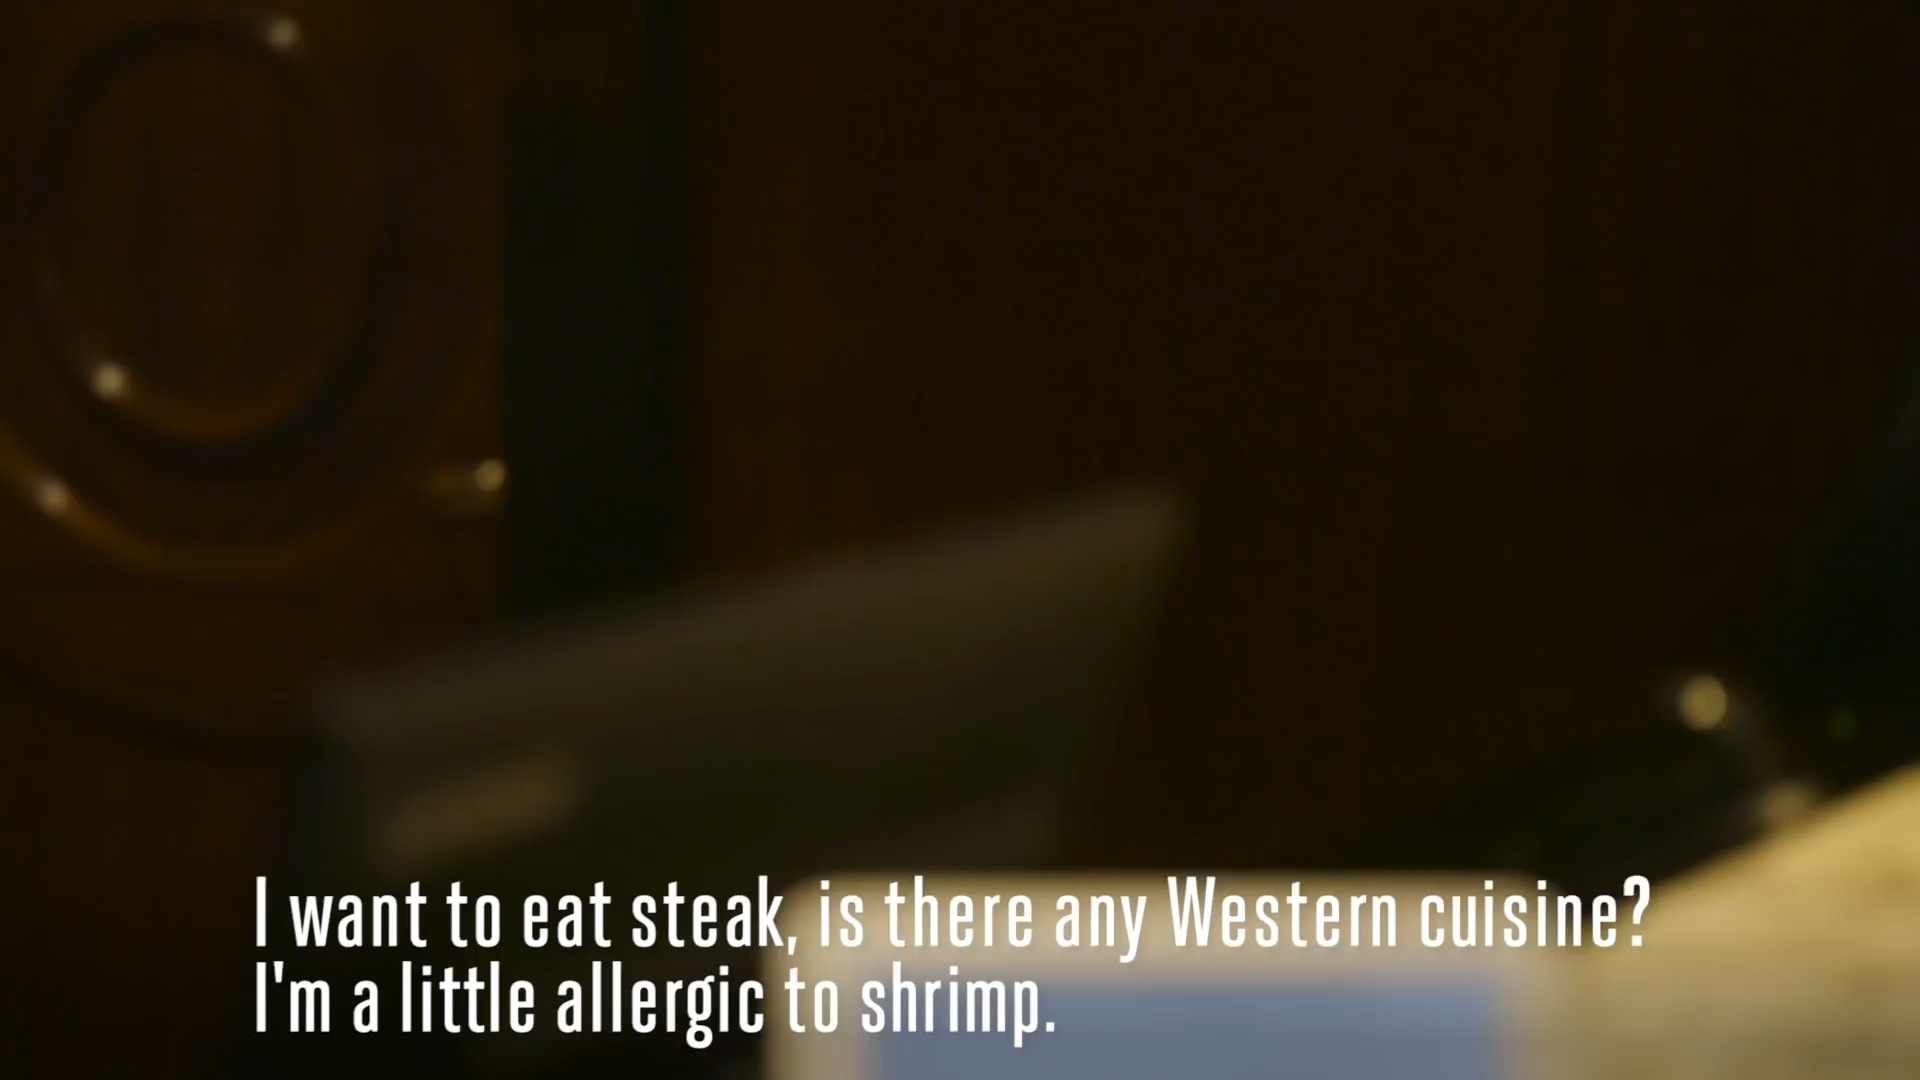 I want to eat steak, is there any Western cuisine?
I'm a little allergic to shrimp.